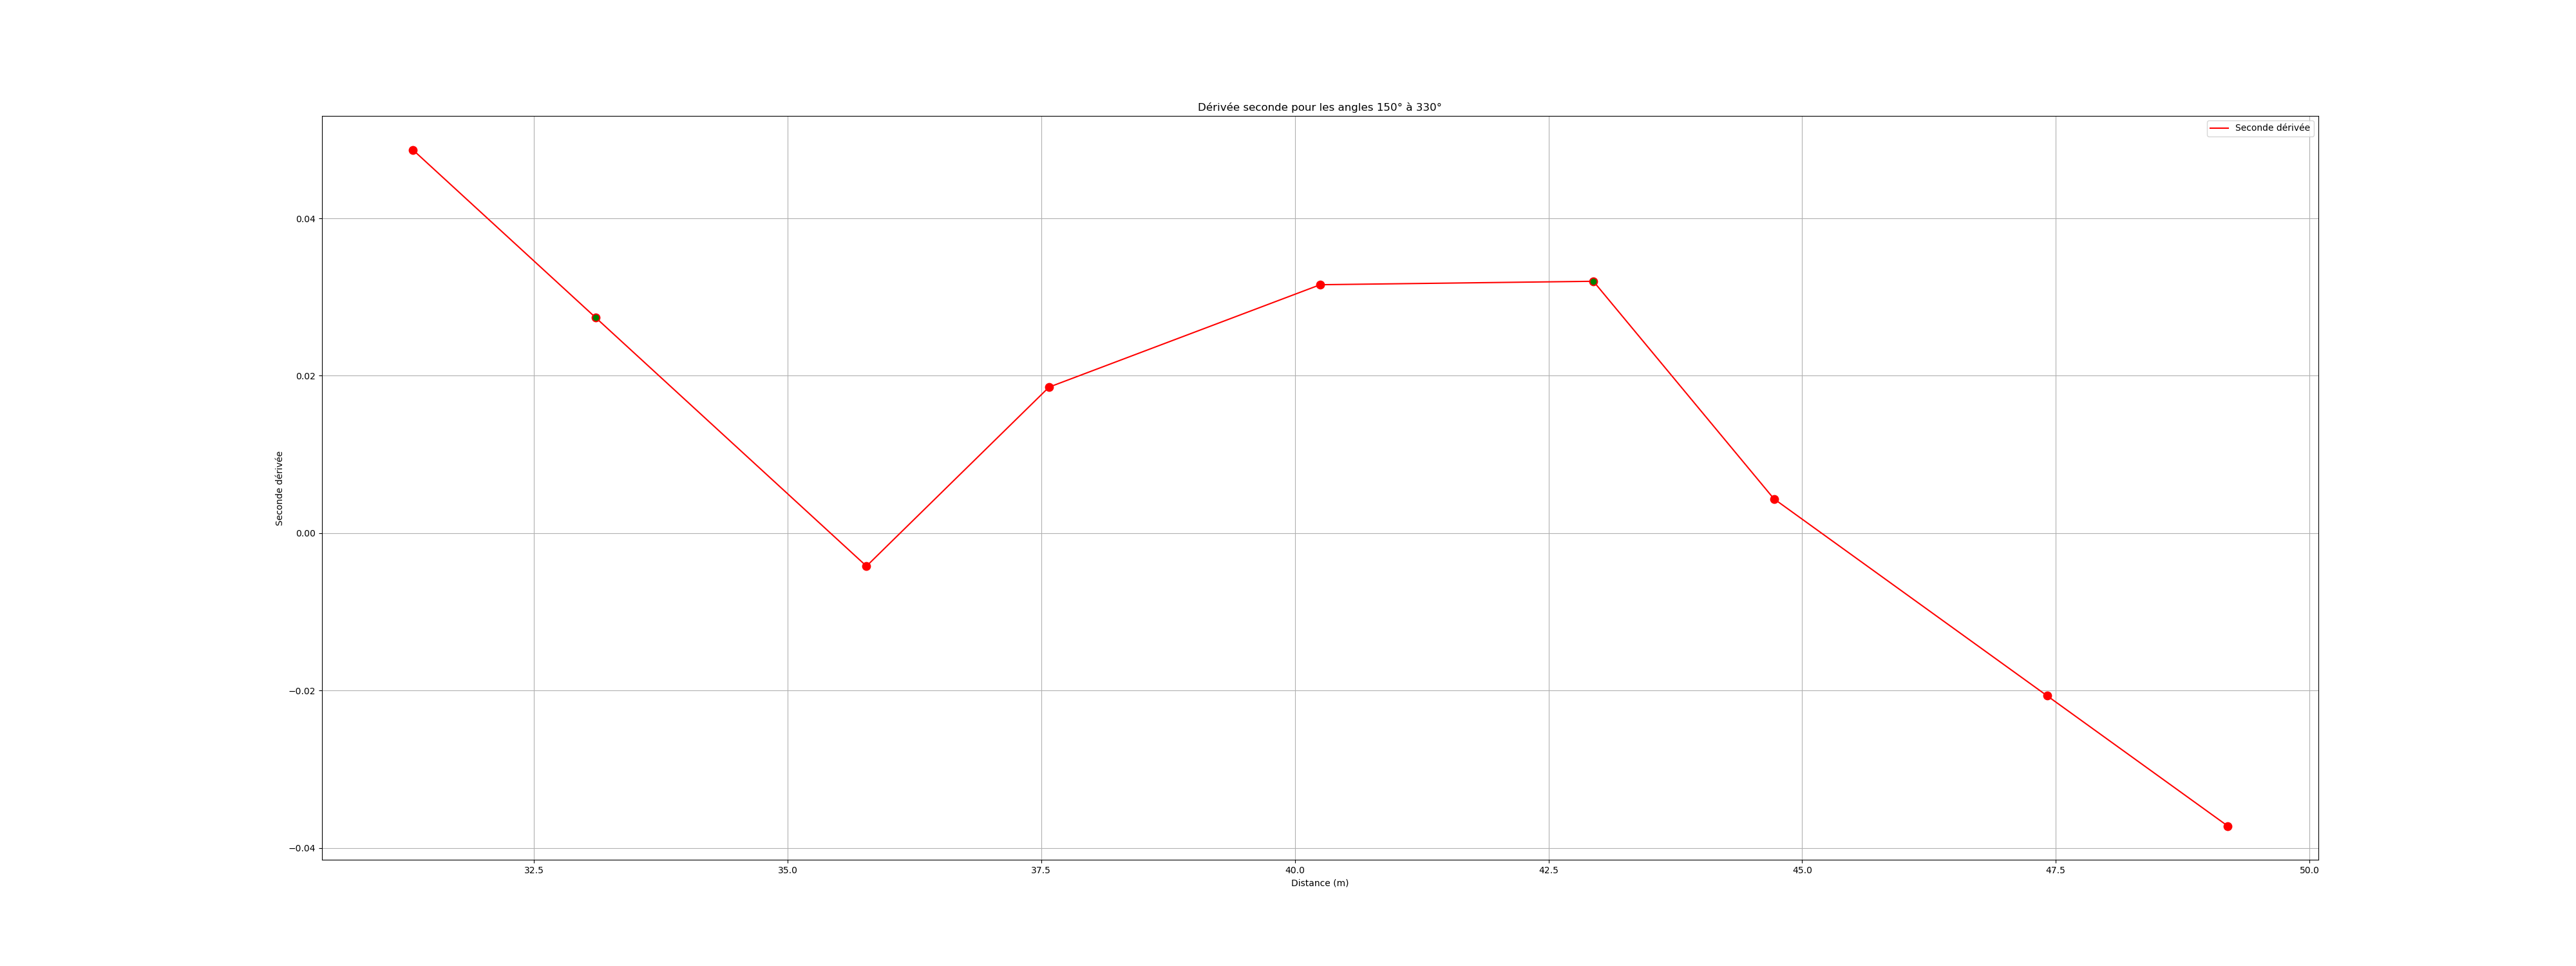 Dérivée seconde pour les angles 150° à 330°
Seconde dérivée
0.04
0.02
0.00
−0.02
−0.04
Seconde dérivée
32.5 35.0 37.5 40.0 42.5 45.0 47.5 50.0
Distance (m)